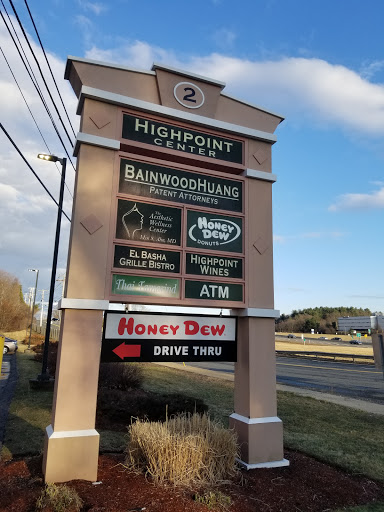 2
HIGHPOINT
CENTER
BAINWOODHUANG
PATENT ATTORNEYS
The
Aesthetic
Wellness
Center
HONEY
DEW
DONUTS
EL BASHA
GRILLE BISTRO
HIGHPOINT
WINES
Thai
ATM
HONEY DEW
DRIVE THRU